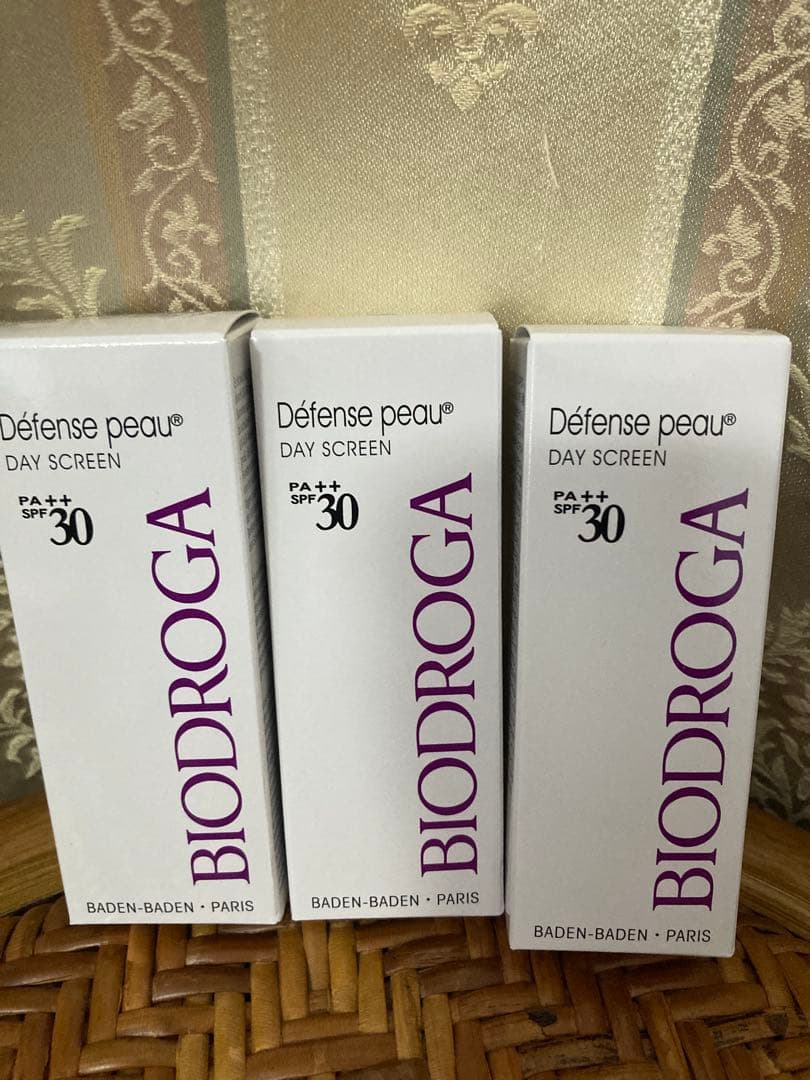 Défense peau®
DAY SCREEN
PA++
SPF30
BIODROGA
BADEN-BADEN • PARIS
Défense peau®
DAY SCREEN
PA++
SPF30
BIODROGA
BADEN-BADEN • PARIS
Défense peau®
DAY SCREEN
PA++
SPF30
BIODROGA
BADEN-BADEN • PARIS